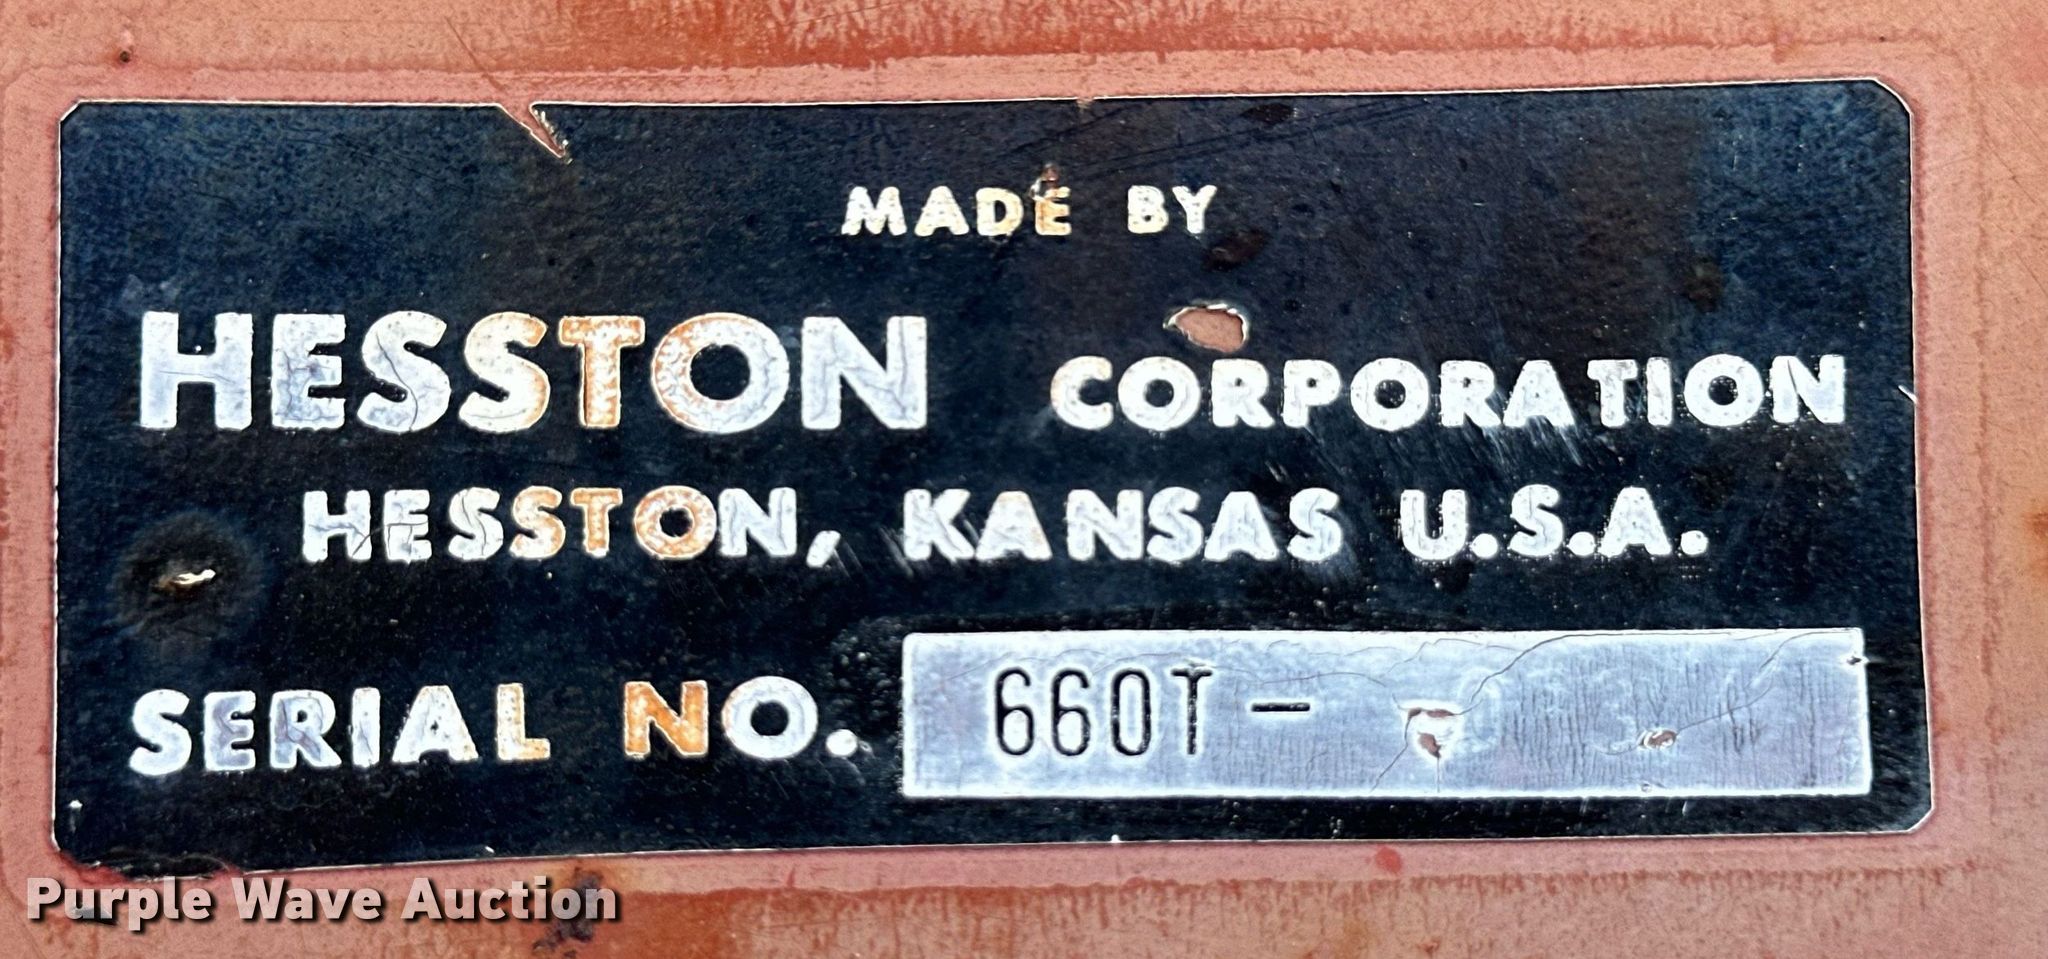 MADE BY
HESSTON CORPORATION
HESSTON, KANSAS U.S.A.
SERIAL NO. 660T-
Purple Wave Auction